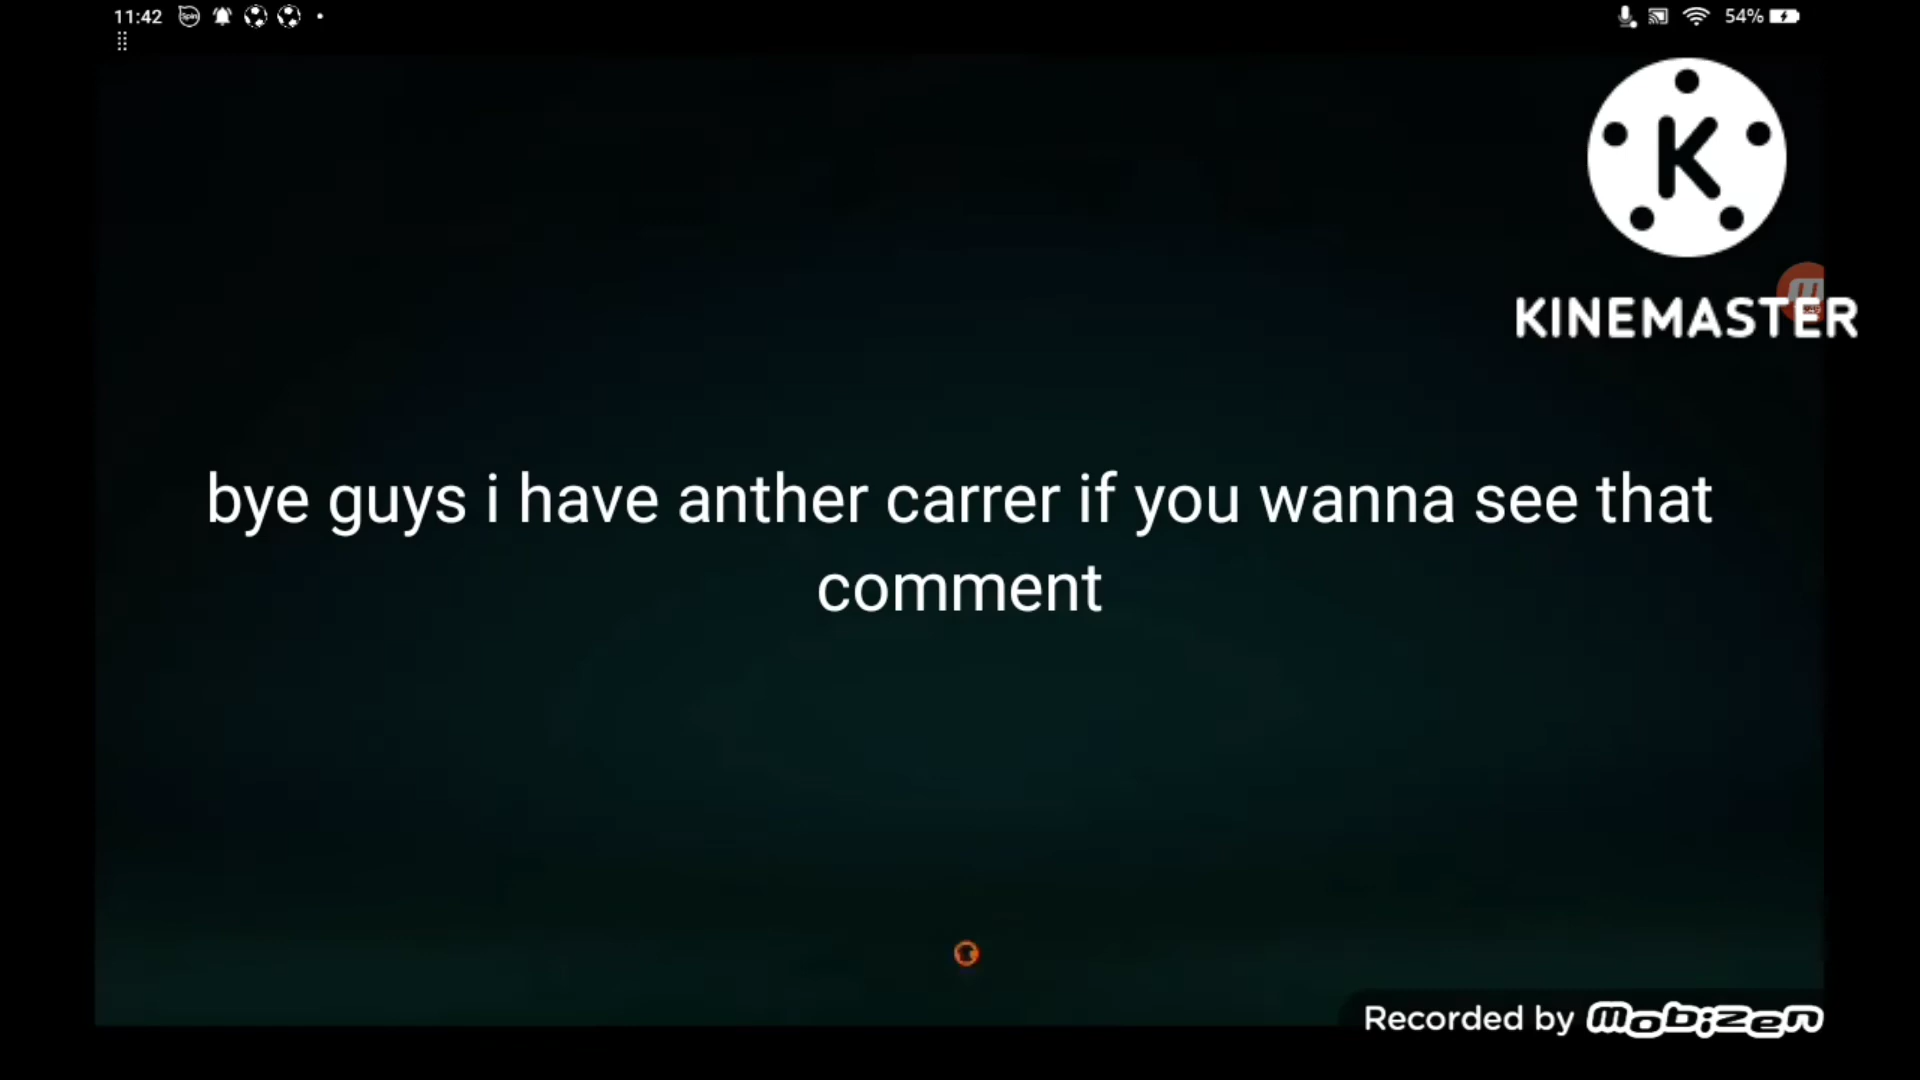 11:42
54%
K
KINEMASTER
bye guys i have anther carrer if you wanna see that
comment
Recorded by mobizen